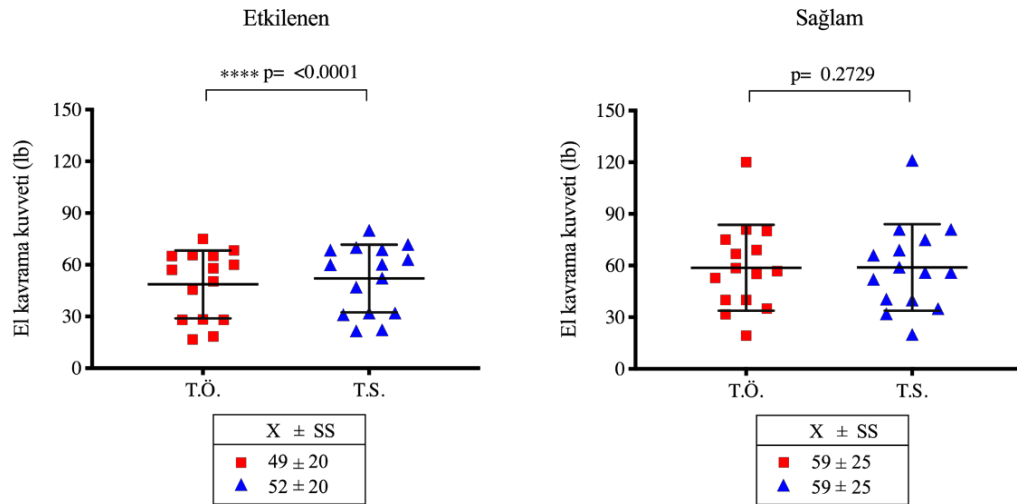 Etkilenen
**** p= <0.0001
El kavrama kuvveti (lb)
150
120
90
60
30
0
T.Ö.
T.S.
X ± SS
49 ± 20
52 ± 20
Sağlam
p= 0.2729
El kavrama kuvveti (lb)
150
120
90
60
30
0
T.Ö.
T.S.
X ± SS
59 ± 25
59 ± 25